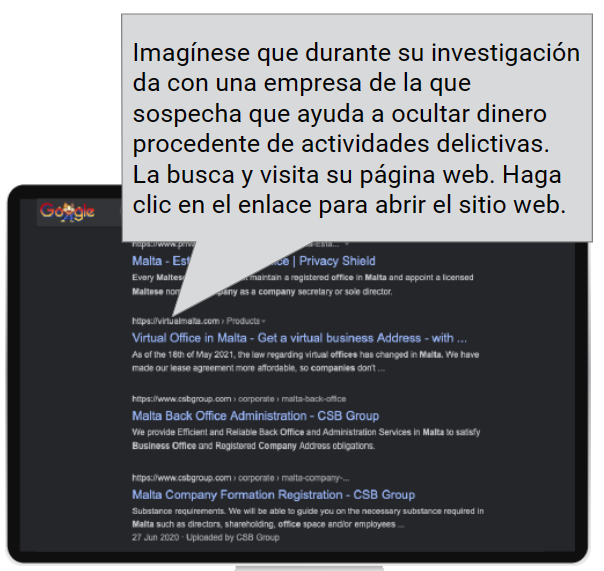 Imagínese que durante su investigación
da con una empresa de la que
sospecha que ayuda a ocultar dinero
procedente de actividades delictivas.
La busca y visita su página web. Haga
clic en el enlace para abrir el sitio web.
Google
https://www.priva
Malta - Est ce | Privacy Shield
Every Maltes t maintain a registered office in Malta and appoint a licensed
Maltese nom pany as a company secretary or sole director.
https://virtualmalta.com › Products
Virtual Office in Malta - Get a virtual business Address - with ...
As of the 18th of May 2021, the law regarding virtual offices has changed in Malta. We have
made our lease agreement more affordable, so companies don't ...
https://www.csbgroup.com › corporate › malta-back-office
Malta Back Office Administration - CSB Group
We provide Efficient and Reliable Back Office and Administration Services in Malta to satisfy
Business Office and Registered Company Address obligations.
https://www.csbgroup.com › corporate › malta-company-...
Malta Company Formation Registration - CSB Group
Substance requirements. We will be able to guide you on the necessary substance required in
Malta such as directors, shareholding, office space and/or employees ...
27 Jun 2020 · Uploaded by CSB Group